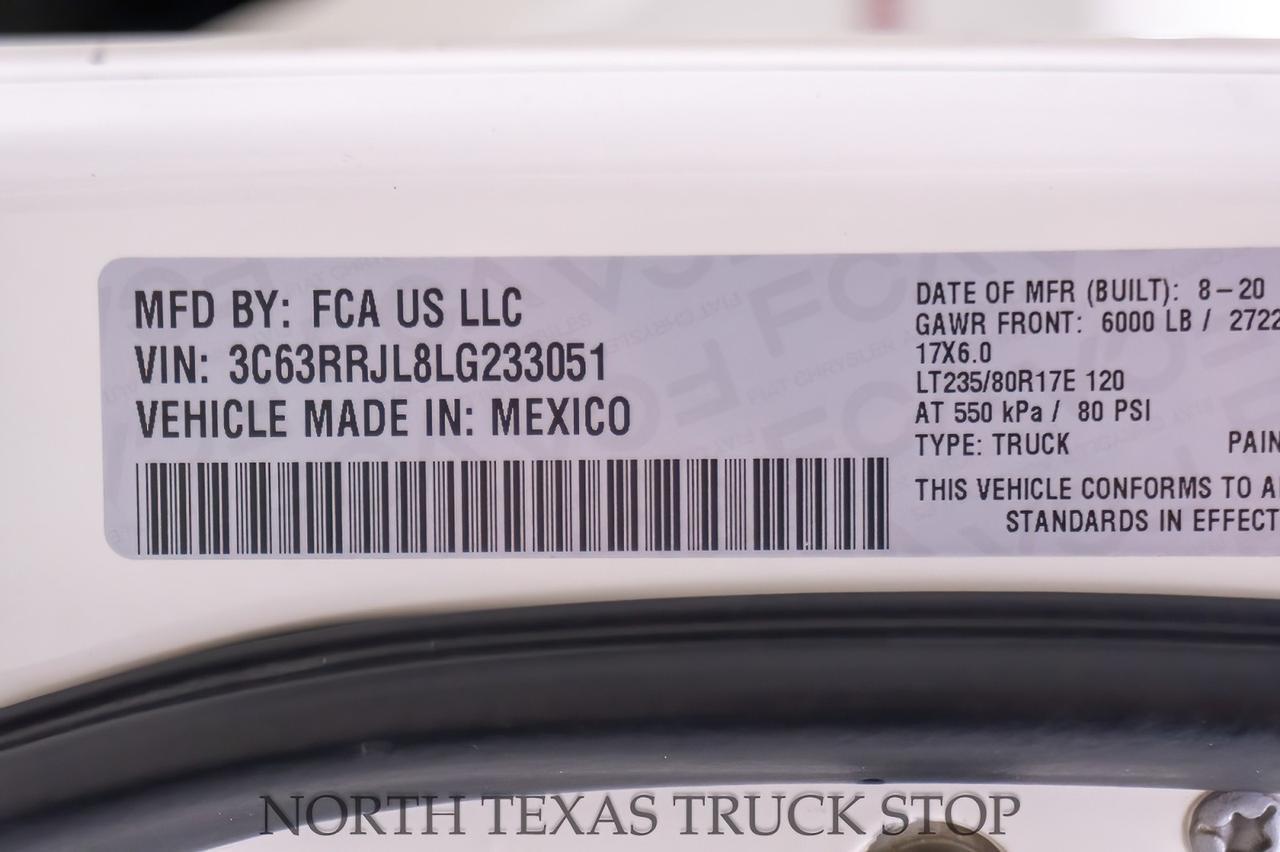 MFD BY: FCA US LLC
VIN: 3C63RRJL8LG233051
VEHICLE MADE IN: MEXICO
DATE OF MFR (BUILT): 8-20
GAWR FRONT: 6000 LB / 2722
17X6.0
LT235/80R17E 120
AT 550 kPa / 80 PSI
TYPE: TRUCK PAIN
THIS VEHICLE CONFORMS TO A
STANDARDS IN EFFECT
NORTH TEXAS TRUCK STOP